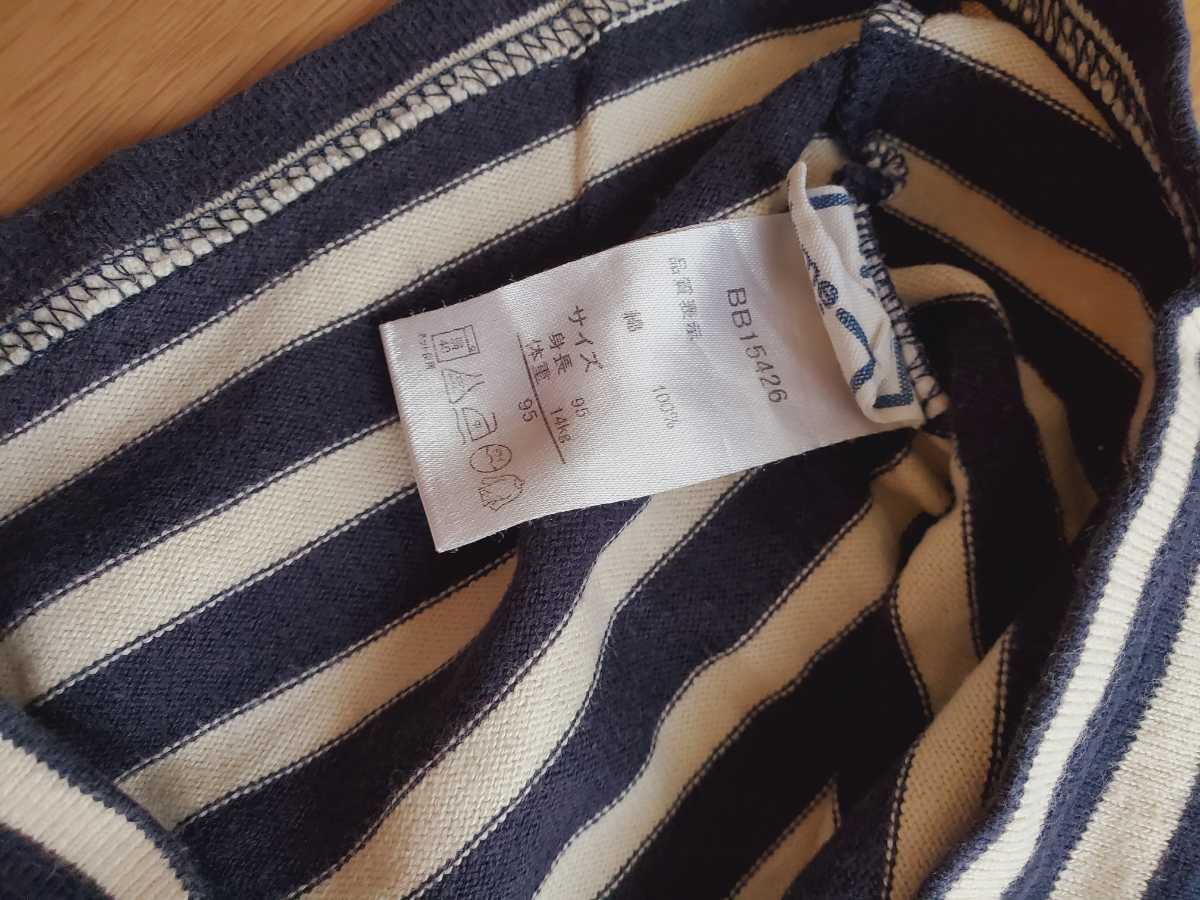 BB15426
品質表示
綿 100%
サイズ 95
身長 95
体重 14kg